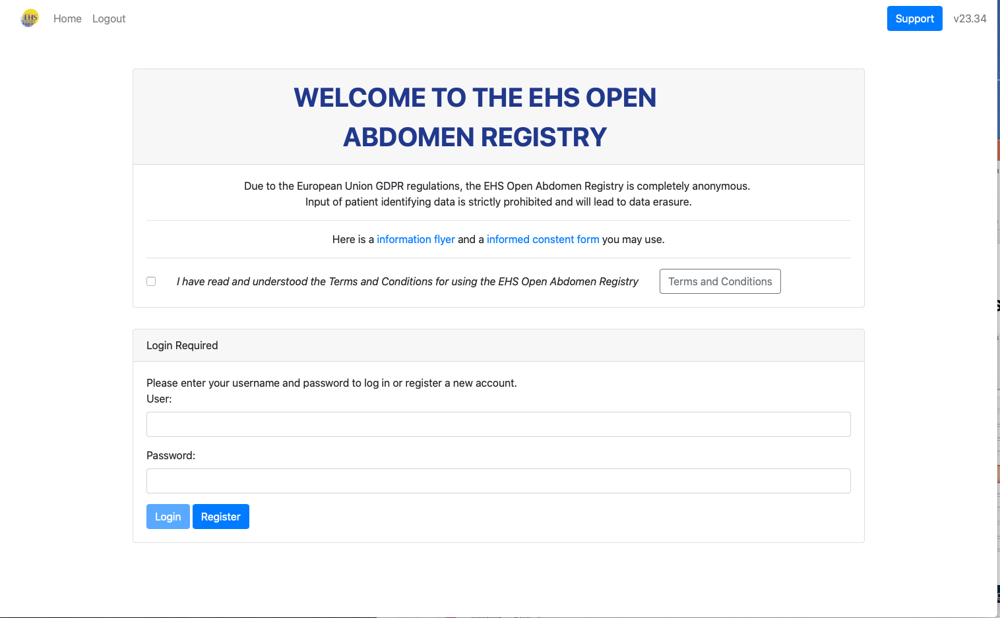 EHS
Home Logout Support v23.34
WELCOME TO THE EHS OPEN
ABDOMEN REGISTRY
Due to the European Union GDPR regulations, the EHS Open Abdomen Registry is completely anonymous.
Input of patient identifying data is strictly prohibited and will lead to data erasure.
Here is a information flyer and a informed constent form you may use.
I have read and understood the Terms and Conditions for using the EHS Open Abdomen Registry Terms and Conditions
Login Required
Please enter your username and password to log in or register a new account.
User:
Password:
Login Register